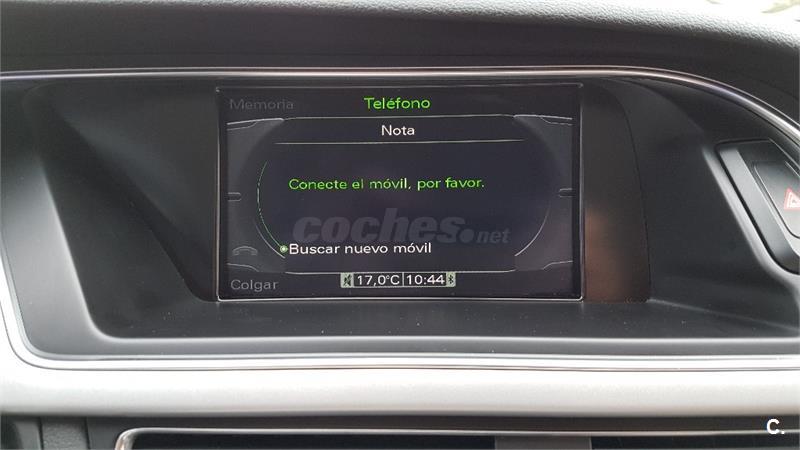 Memoria Teléfono
Nota
Conecte el móvil, por favor.
coches.net
Buscar nuevo móvil
Colgar 17,0°C 10:44
C.